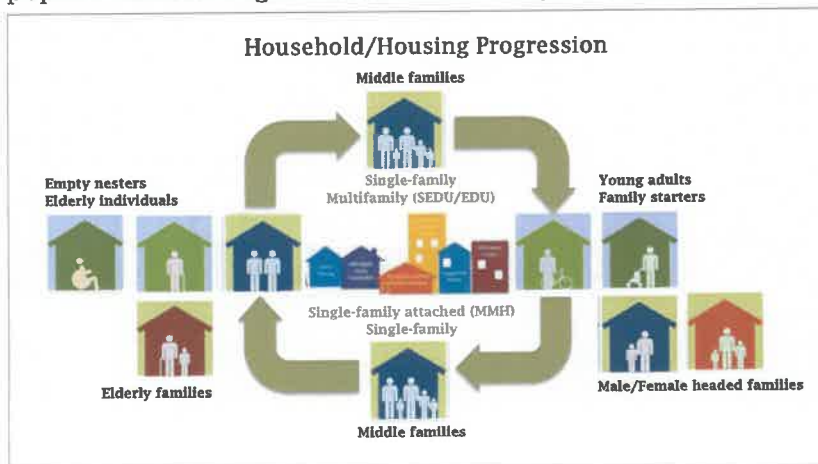 Household/Housing Progression
Middle families
Single-family
Multifamily (SEDU/EDU)
Empty nesters
Elderly individuals
Young adults
Family starters
Single-family attached (MMH)
Single-family
Elderly families
Male/Female headed families
Middle families